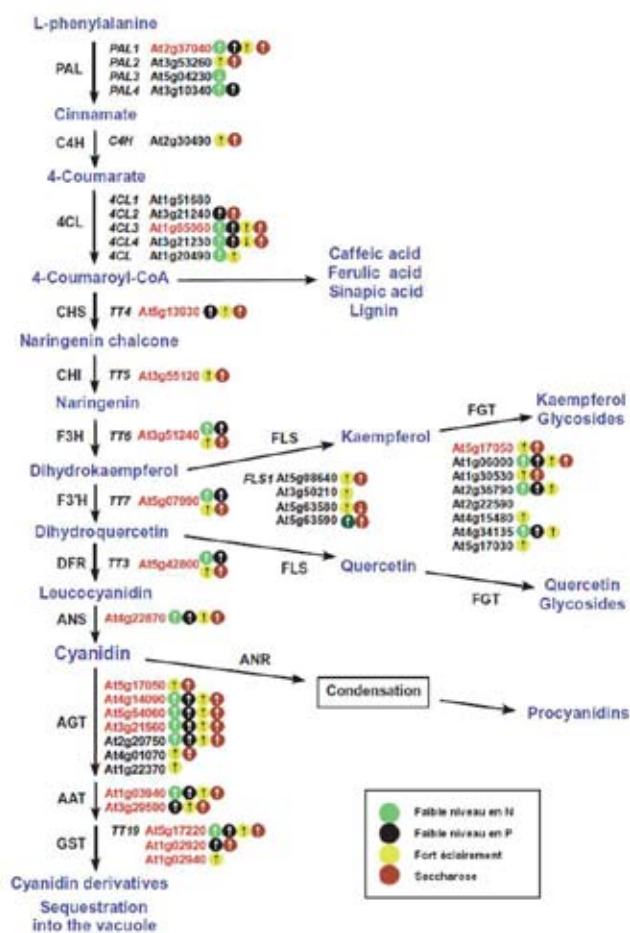 L-phenylalanine
PAL
PAL1 At2g37040
PAL2 At3g53260
PAL3 At5g04230
PAL4 At3g10340
Cinnamate
C4H
C4H At2g30490
4-Coumarate
4CL
4CL1 At1g51680
4CL2 At3g21240
4CL3 At1g65060
4CL4 At3g21230
4CL At1g20490
4-Coumaroyl-CoA
Caffeic acid
Ferulic acid
Sinapic acid
Lignin
CHS
TT4 At5g13930
Naringenin chalcone
CHI
TT5 At3g55120
Naringenin
F3H
TT6 At3g51240
FLS
Kaempferol
FGT
Kaempferol
Glycosides
Dihydrokaempferol
F3'H
TT7 At5g07990
FLS1 At5g08640
At3g50210
At5g63580
At5g63590
At5g17050
At1g06000
At1g30530
At2g36790
At2g22590
At4g15480
At4g34135
At5g17030
Dihydroquercetin
DFR
TT3 At5g42800
FLS
Quercetin
FGT
Quercetin
Glycosides
Leucocyanidin
ANS
At4g22870
Cyanidin
ANR
Condensation
Procyanidins
AGT
At5g17050
At4g14090
At5g54060
At3g21560
At2g29750
At4g01070
At1g22370
AAT
At1g03940
At3g29590
GST
TT19 At5g17220
At1g02920
At1g02940
Cyanidin derivatives
Sequestration
into the vacuole
Faible niveau en N
Faible niveau en P
Fort éclairement
Saccharose